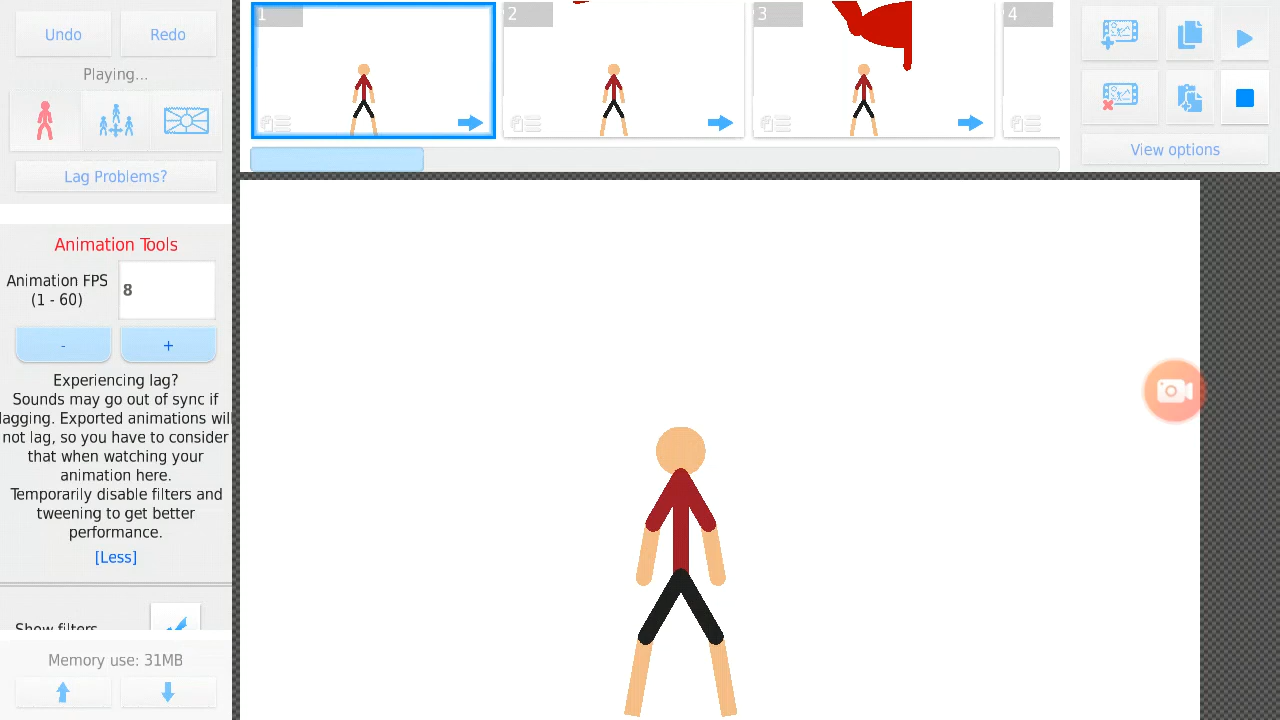 Undo
Redo
Playing...
Lag Problems?
Animation Tools
Animation FPS
(1 - 60)
8
-
+
Experiencing lag?
Sounds may go out of sync if
lagging. Exported animations will
not lag, so you have to consider
that when watching your
animation here.
Temporarily disable filters and
tweening to get better
performance.
[Less]
Show filters
Memory use: 31MB
1
2
3
4
View options